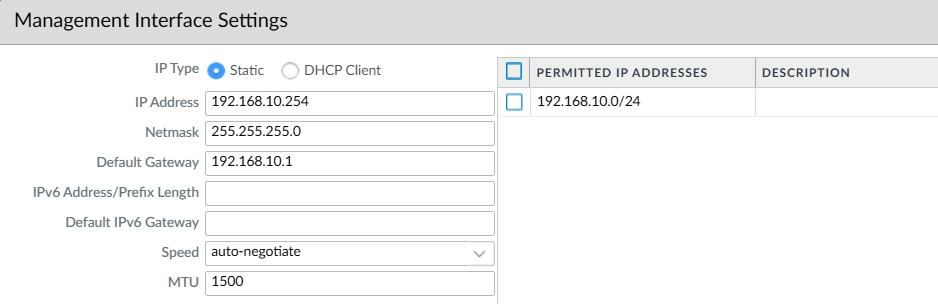 Management Interface Settings
IP Type Static DHCP Client
IP Address 192.168.10.254
Netmask 255.255.255.0
Default Gateway 192.168.10.1
IPv6 Address/Prefix Length
Default IPv6 Gateway
Speed auto-negotiate
MTU 1500
PERMITTED IP ADDRESSES DESCRIPTION
192.168.10.0/24